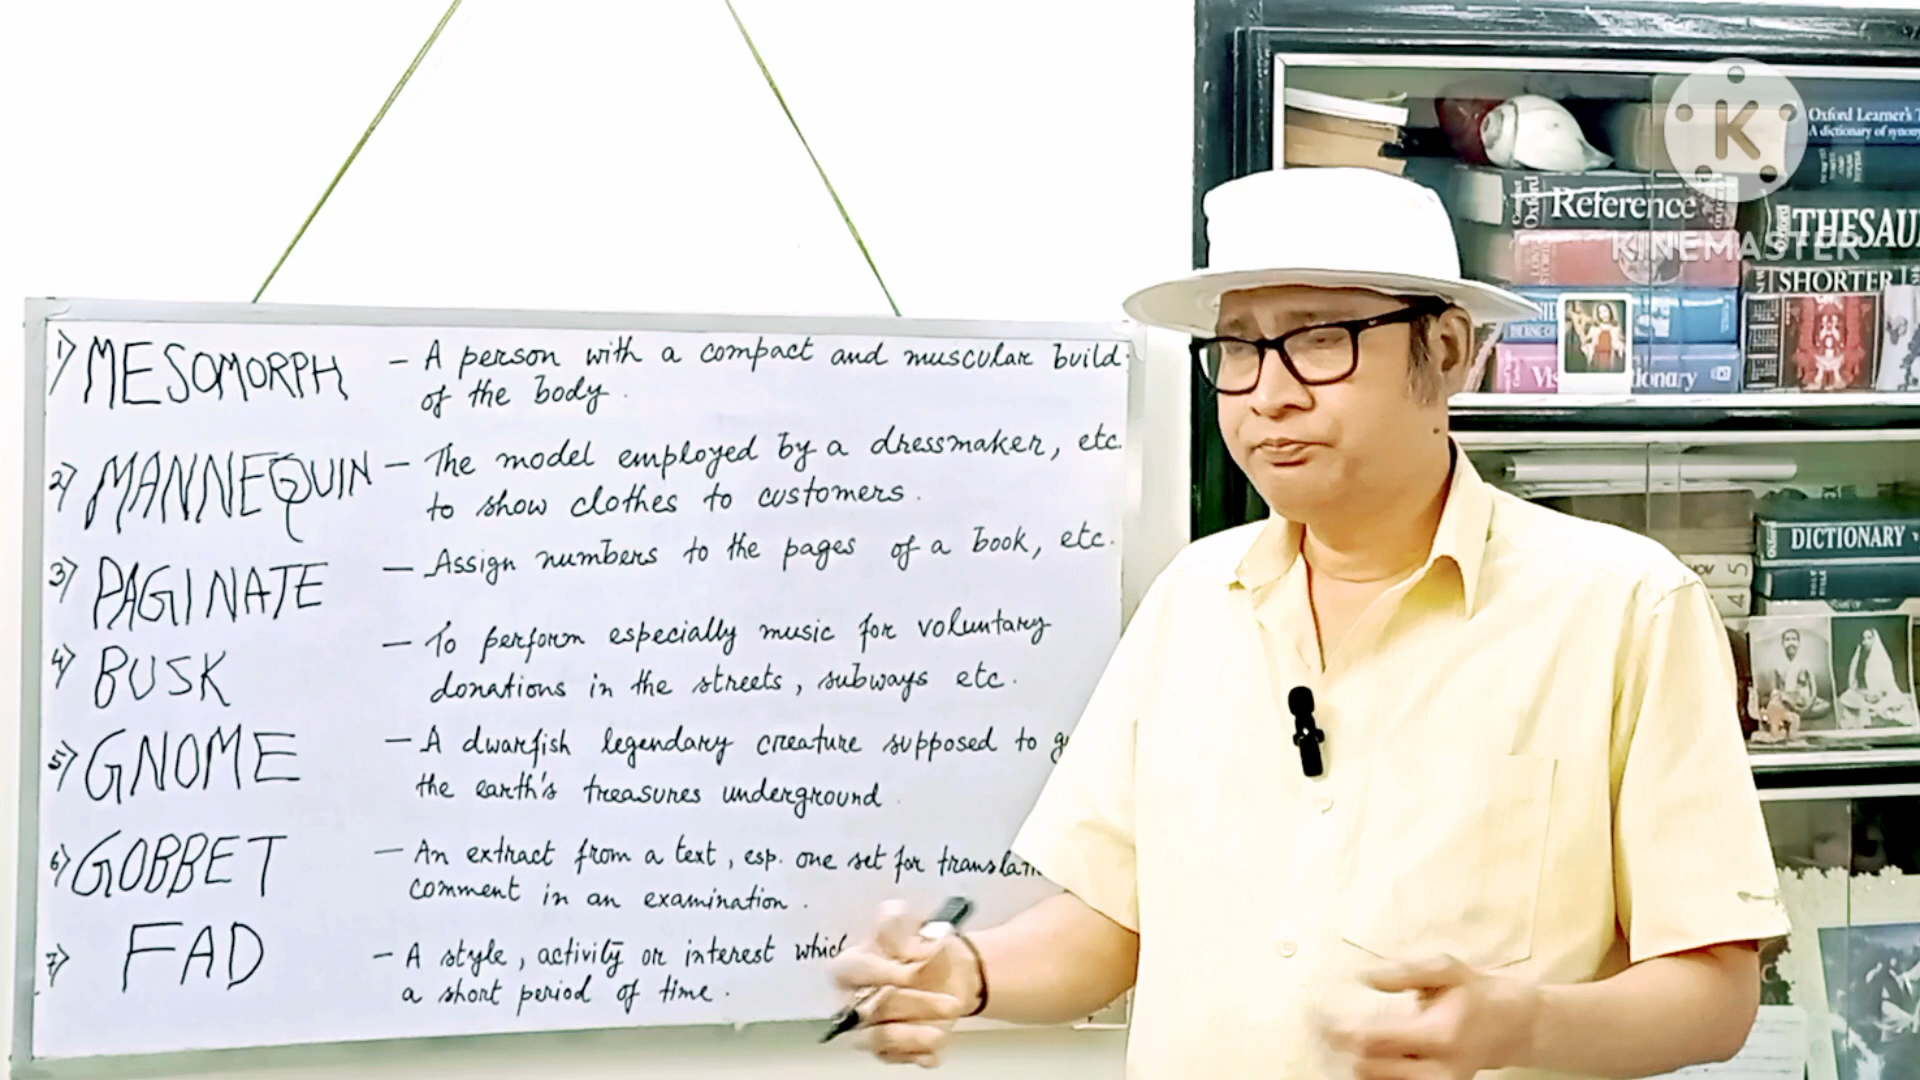 1) MESOMORPH - A person with a compact and muscular build
of the body.
2) MANNEQUIN - The model employed by a dressmaker, etc.
to show clothes to customers.
3) PAGINATE - Assign numbers to the pages of a book, etc.
4) BUSK - To perform especially music for voluntary
donations in the streets, subways etc.
5) GNOME - A dwarfish legendary creature supposed to
the earth's treasures underground
6) GOBBET - An extract from a text, esp. one set for
comment in an examination.
7) FAD - A style, activity or interest
a short period of time.
K
KINEMASTER
Oxford Learner's
A dictionary of
Oxford
Reference
Oxford
SHORTER
DICTIONARY